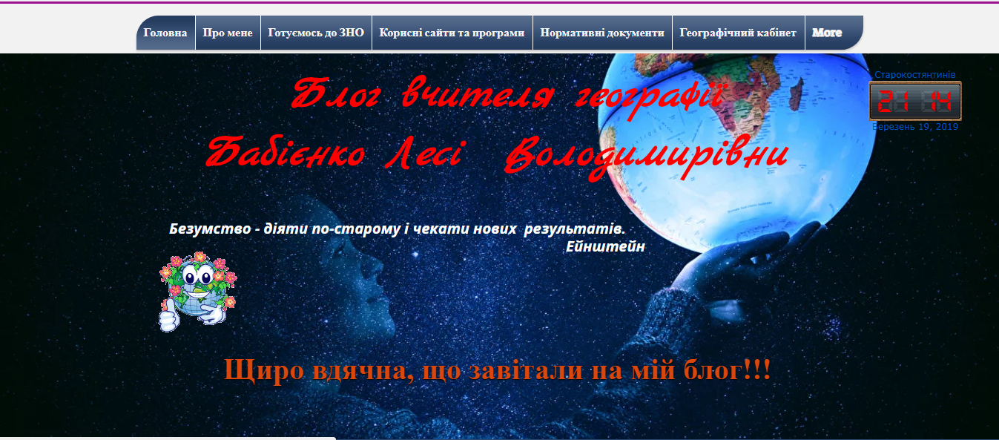 Головна Про мене Готуємось до ЗНО Корисні сайти та програми Нормативні документи Географічний кабінет More
Блог вчителя географії
Старокостянтинів
21 14
Березень 19, 2019
Бабієнко Лесі Володимирівни
Безумство - діяти по-старому і чекати нових результатів.
Ейнштейн
Щиро вдячна, що завітали на мій блог!!!